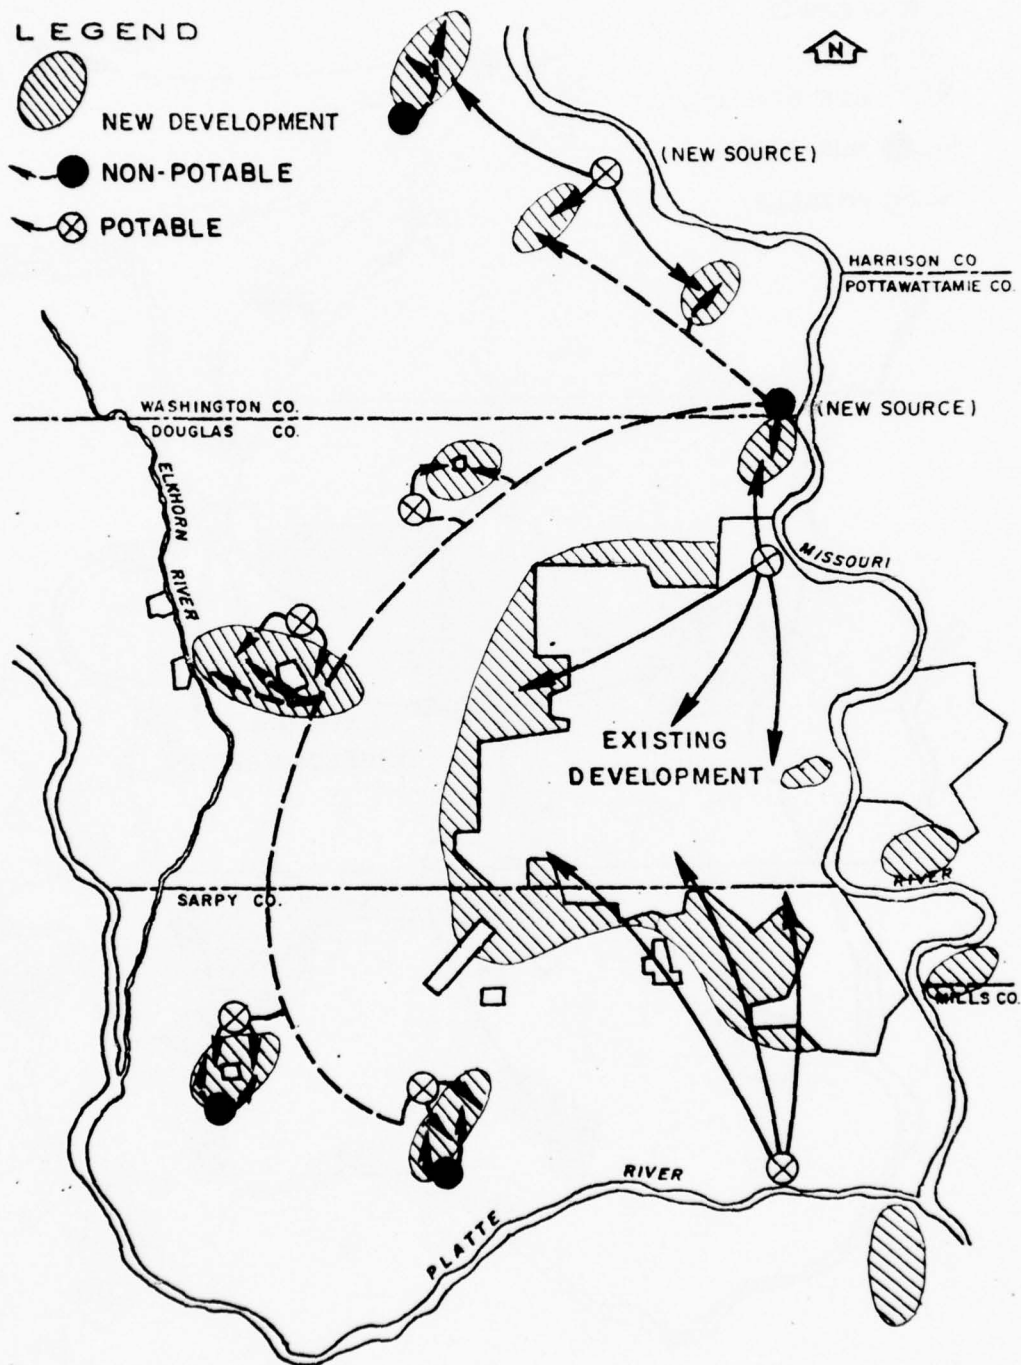 LEGEND
NEW DEVELOPMENT
NON-POTABLE
POTABLE
N
(NEW SOURCE)
HARRISON CO
POTTAWATTAMIE CO.
WASHINGTON CO.
DOUGLAS CO.
(NEW SOURCE)
ELKHORN
RIVER
MISSOURI
EXISTING
DEVELOPMENT
RIVER
SARPY CO.
MILLS CO.
RIVER
PLATTE